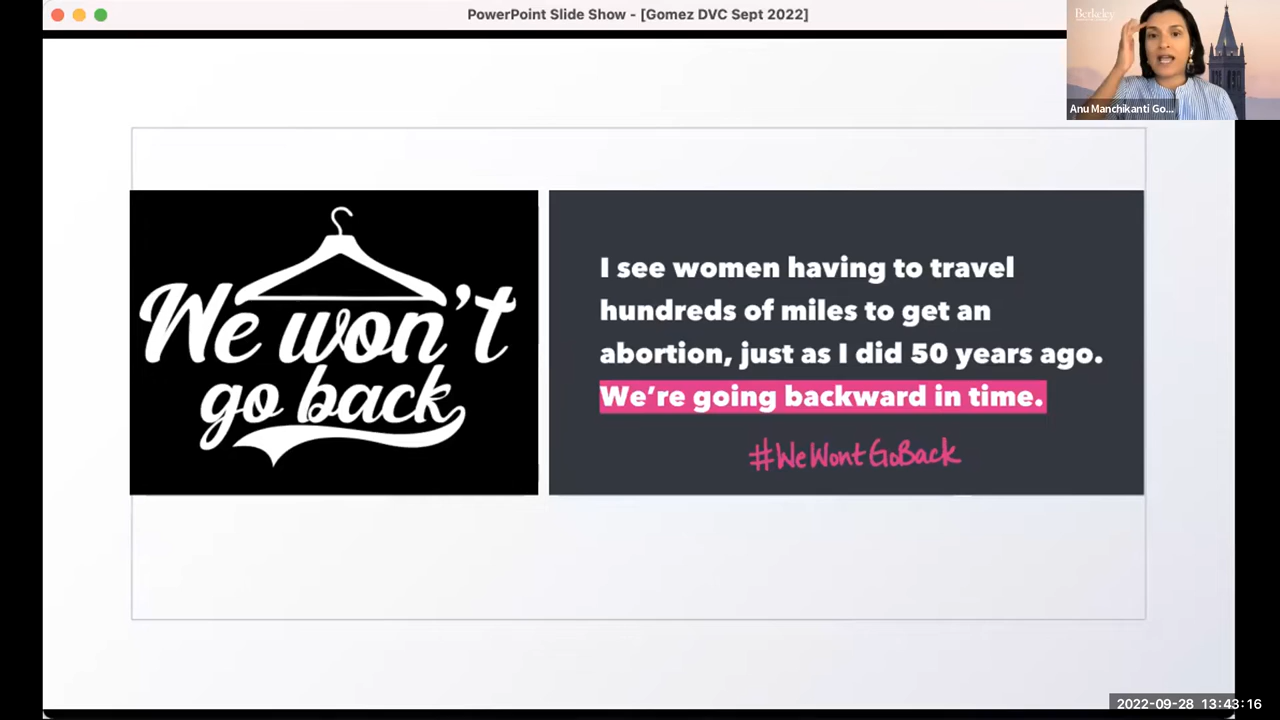 PowerPoint Slide Show - [Gomez DVC Sept 2022]
Berkeley
Anu Manchikanti Go...
We won't
go back
I see women having to travel
hundreds of miles to get an
abortion, just as I did 50 years ago.
We're going backward in time.
#WeWontGoBack
2022-09-28 13:43:16